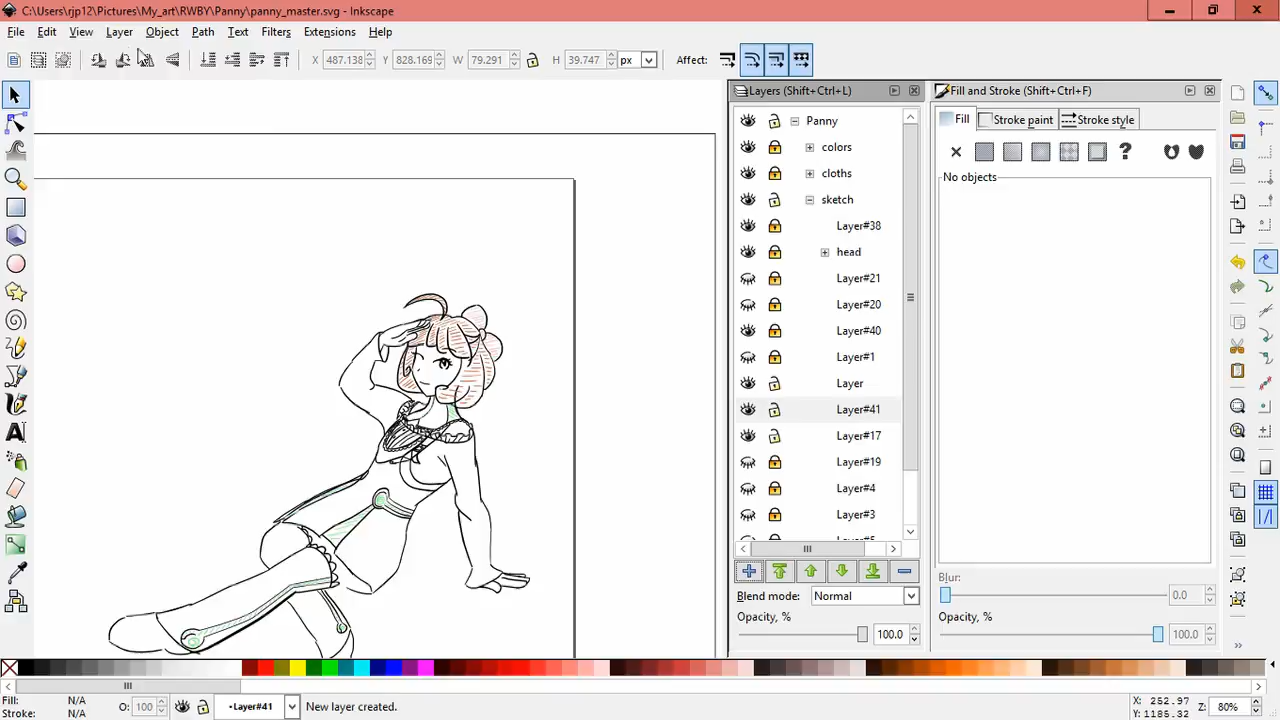 C:\Users\rjp12\Pictures\My_art\RWBY\Panny\panny_master.svg - Inkscape
File Edit View Layer Object Path Text Filters Extensions Help
X 487.138 Y 828.169 W 79.291 H 39.747 px Affect:
Layers (Shift+Ctrl+L)
Panny
colors
cloths
sketch
Layer#38
head
Layer#21
Layer#20
Layer#40
Layer#1
Layer
Layer#41
Layer#17
Layer#19
Layer#4
Layer#3
Blend mode: Normal
Opacity, %
100.0
Fill and Stroke (Shift+Ctrl+F)
Fill Stroke paint Stroke style
No objects
Blur:
0.0
Opacity, %
100.0
Fill: N/A
Stroke: N/A
O: 100
•Layer#41
New layer created.
X: 252.97
Y: 1185.32
Z: 80%